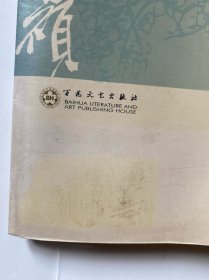 百花文艺出版社
BAIHUA LITERATURE AND
ART PUBLISHING HOUSE